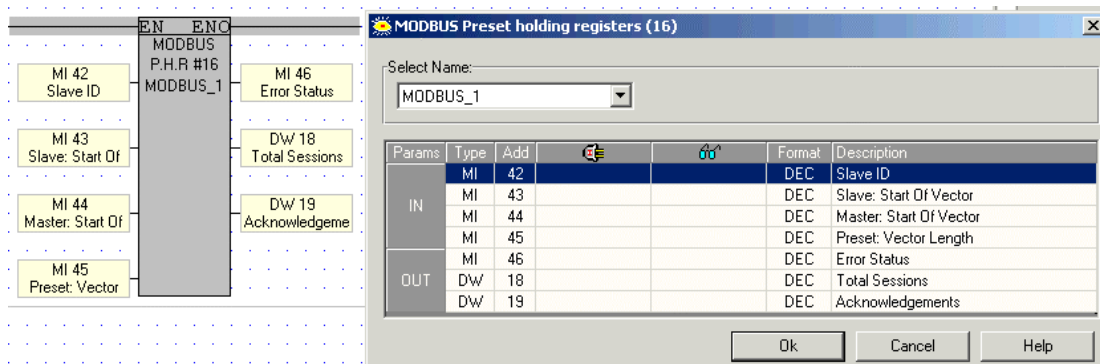 EN ENO
MODBUS
P.H.R #16
MODBUS_1
MI 42
Slave ID
MI 43
Slave: Start Of
MI 44
Master: Start Of
MI 45
Preset: Vector
MI 46
Error Status
DW 18
Total Sessions
DW 19
Acknowledgeme
MODBUS Preset holding registers (16)
Select Name:
MODBUS_1
Params Type Add Format Description
IN
MI 42 DEC Slave ID
MI 43 DEC Slave: Start Of Vector
MI 44 DEC Master: Start Of Vector
MI 45 DEC Preset: Vector Length
OUT
MI 46 DEC Error Status
DW 18 DEC Total Sessions
DW 19 DEC Acknowledgements
Ok Cancel Help